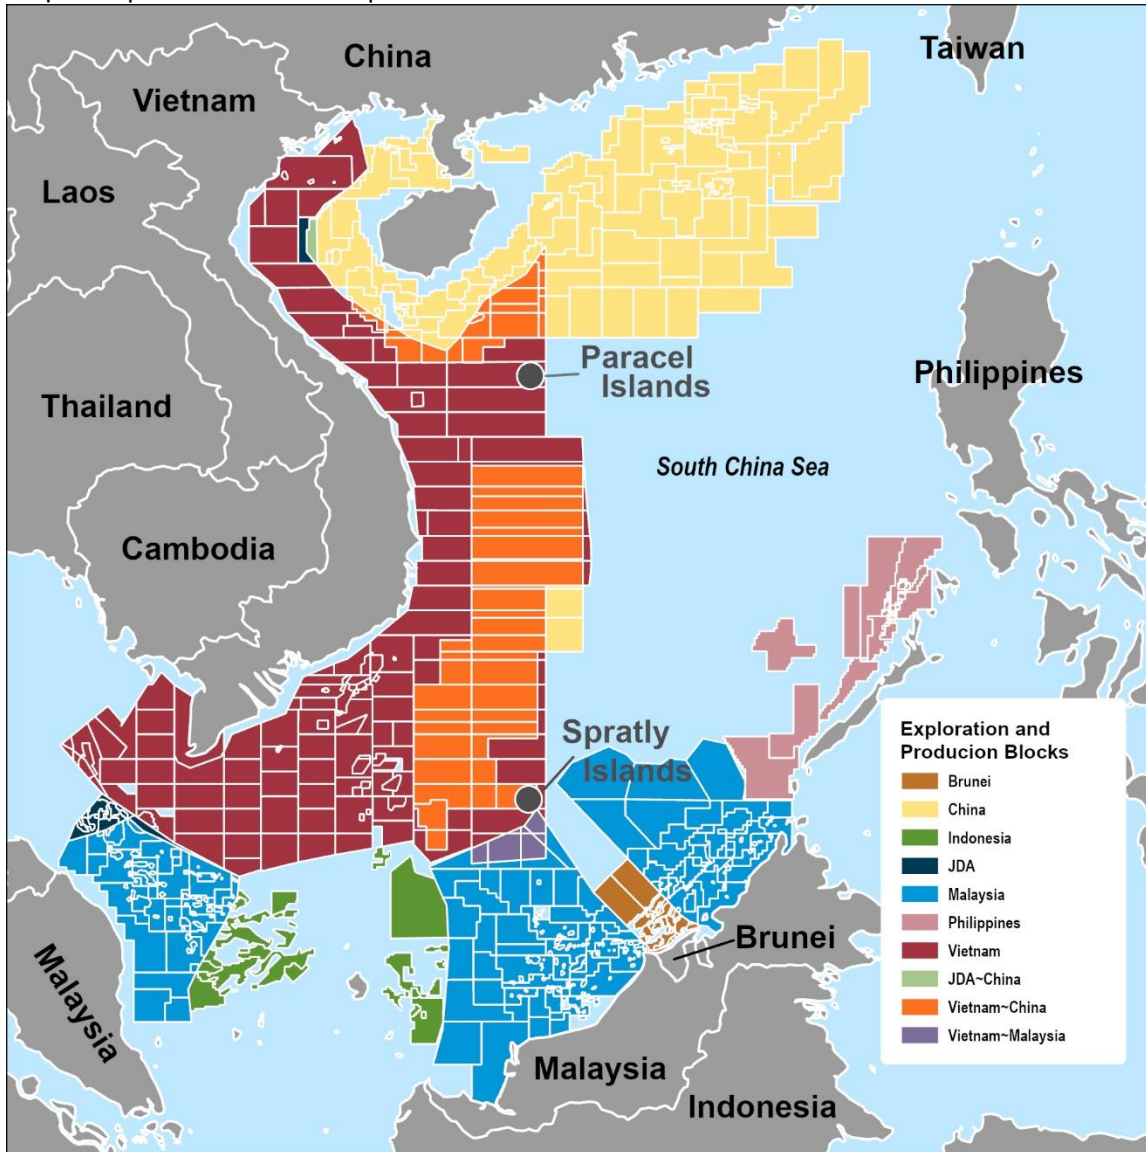 China
Taiwan
Vietnam
Laos
Paracel
Islands
Philippines
Thailand
South China Sea
Cambodia
Spratly
Islands
Exploration and
Producion Blocks
Brunei
China
Indonesia
JDA
Malaysia
Philippines
Vietnam
JDA~China
Vietnam~China
Vietnam~Malaysia
Brunei
Malaysia
Malaysia
Indonesia